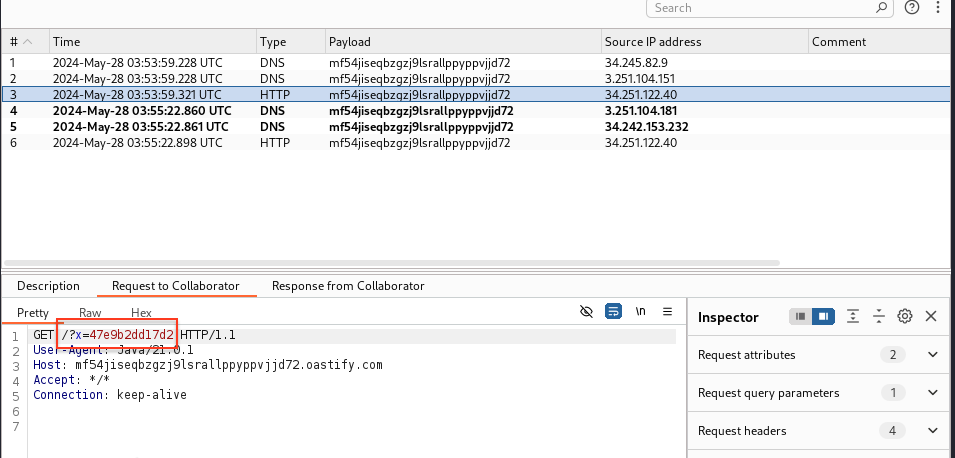 Search
# Time Type Payload Source IP address Comment
1 2024-May-28 03:53:59.228 UTC DNS mf54jiseqbzgzj9lsrallppyppvjjd72 34.245.82.9
2 2024-May-28 03:53:59.228 UTC DNS mf54jiseqbzgzj9lsrallppyppvjjd72 3.251.104.151
3 2024-May-28 03:53:59.321 UTC HTTP mf54jiseqbzgzj9lsrallppyppvjjd72 34.251.122.40
4 2024-May-28 03:55:22.860 UTC DNS mf54jiseqbzgzj9lsrallppyppvjjd72 3.251.104.181
5 2024-May-28 03:55:22.861 UTC DNS mf54jiseqbzgzj9lsrallppyppvjjd72 34.242.153.232
6 2024-May-28 03:55:22.898 UTC HTTP mf54jiseqbzgzj9lsrallppyppvjjd72 34.251.122.40
Description Request to Collaborator Response from Collaborator
Pretty Raw Hex \n
1 GET /?x=47e9b2dd17d2 HTTP/1.1
2 User-Agent: Java/21.0.1
3 Host: mf54jiseqbzgzj9lsrallppyppvjjd72.oastify.com
4 Accept: */*
5 Connection: keep-alive
6
7
Inspector
Request attributes 2
Request query parameters 1
Request headers 4